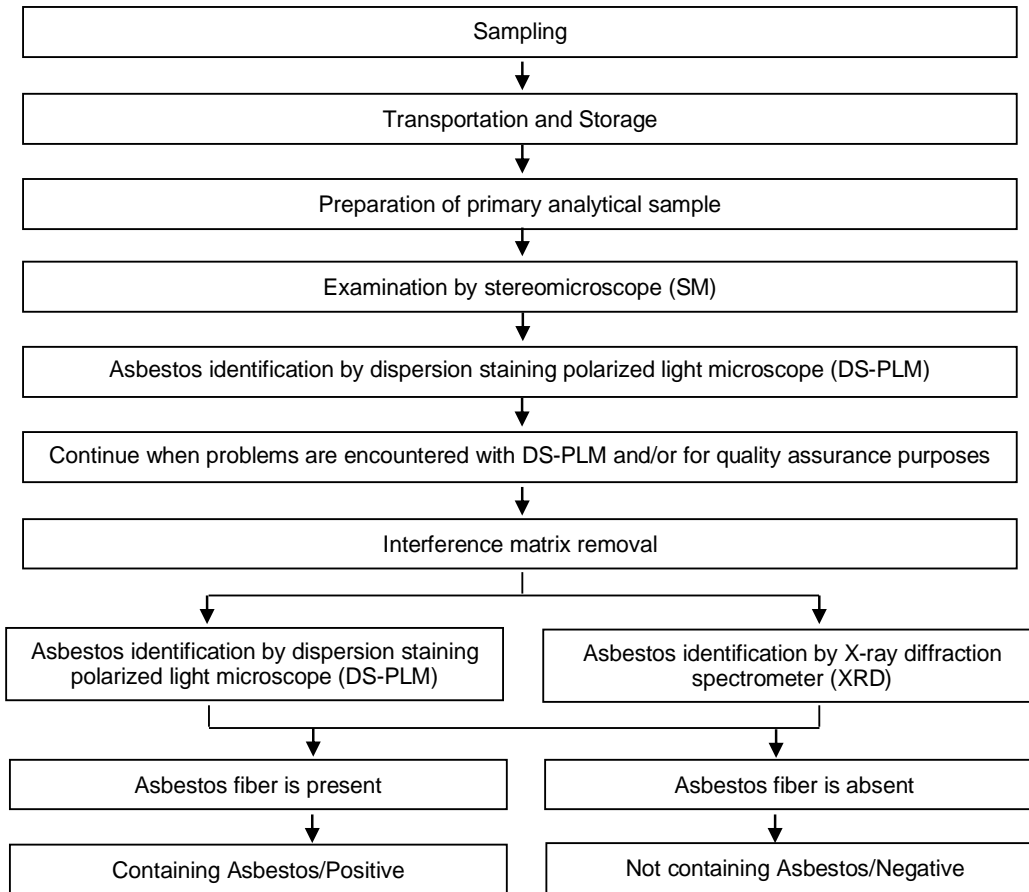 Sampling
Transportation and Storage
Preparation of primary analytical sample
Examination by stereomicroscope (SM)
Asbestos identification by dispersion staining polarized light microscope (DS-PLM)
Continue when problems are encountered with DS-PLM and/or for quality assurance purposes
Interference matrix removal
Asbestos identification by dispersion staining
polarized light microscope (DS-PLM)
Asbestos identification by X-ray diffraction
spectrometer (XRD)
Asbestos fiber is present
Asbestos fiber is absent
Containing Asbestos/Positive
Not containing Asbestos/Negative